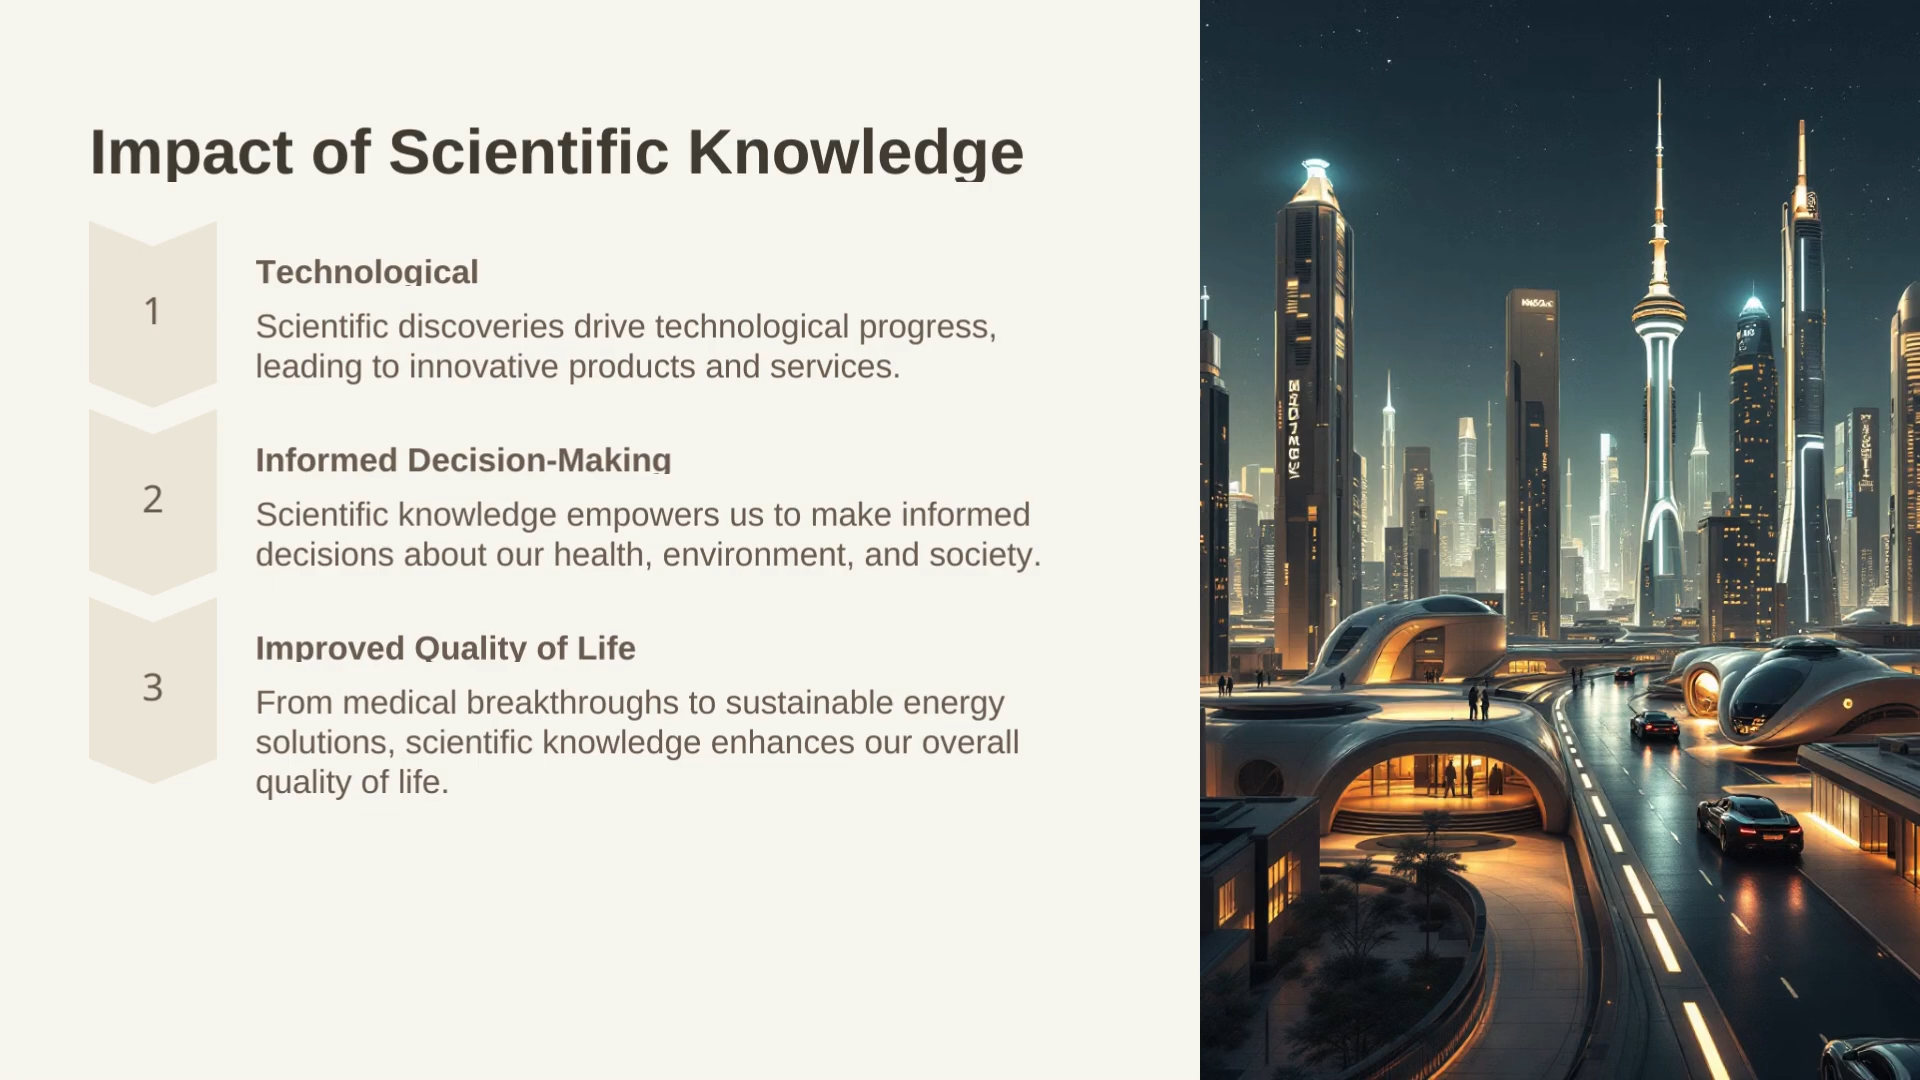 Impact of Scientific Knowledge
1
Technological
Scientific discoveries drive technological progress,
leading to innovative products and services.
2
Informed Decision-Making
Scientific knowledge empowers us to make informed
decisions about our health, environment, and society.
3
Improved Quality of Life
From medical breakthroughs to sustainable energy
solutions, scientific knowledge enhances our overall
quality of life.